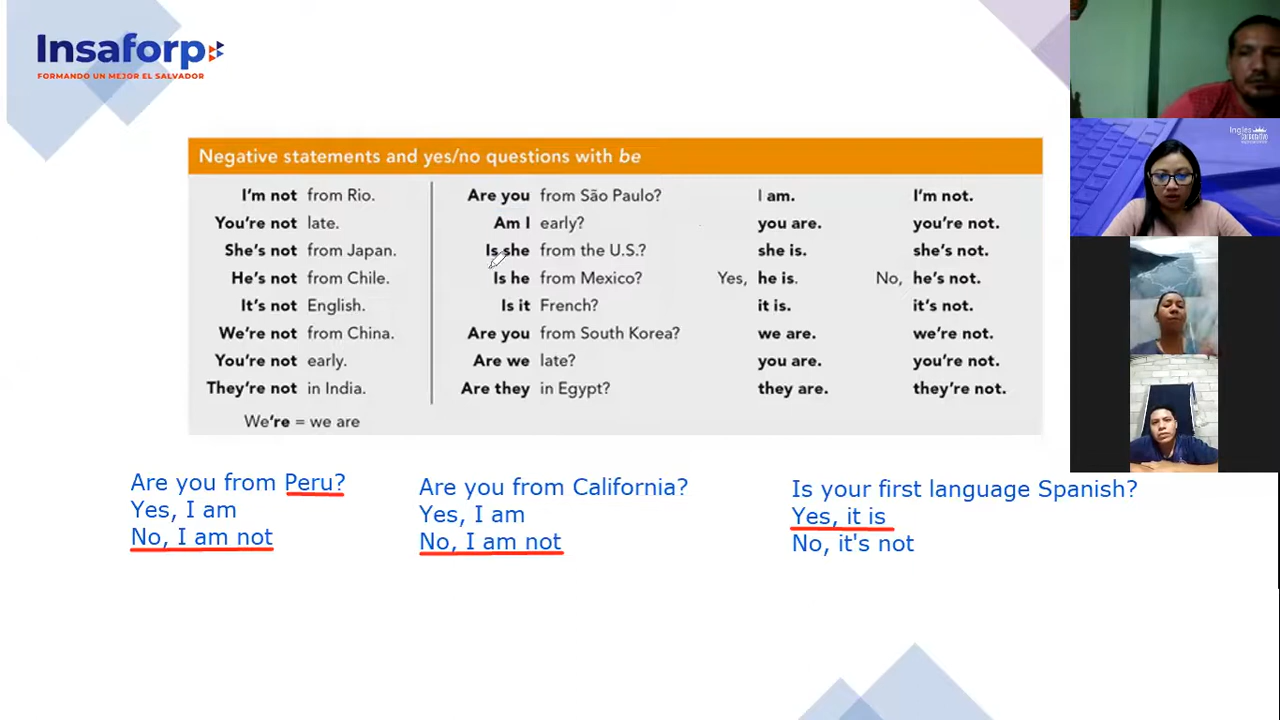 Insaforp
FORMANDO UN MEJOR EL SALVADOR
Negative statements and yes/no questions with be
I'm not from Rio. Are you from São Paulo? I am. I'm not.
You're not late. Am I early? you are. you're not.
She's not from Japan. Is she from the U.S.? she is. she's not.
He's not from Chile. Is he from Mexico? Yes, he is. No, he's not.
It's not English. Is it French? it is. it's not.
We're not from China. Are you from South Korea? we are. we're not.
You're not early. Are we late? you are. you're not.
They're not in India. Are they in Egypt? they are. they're not.
We're = we are
Are you from Peru?
Yes, I am
No, I am not
Are you from California?
Yes, I am
No, I am not
Is your first language Spanish?
Yes, it is
No, it's not
Ingles